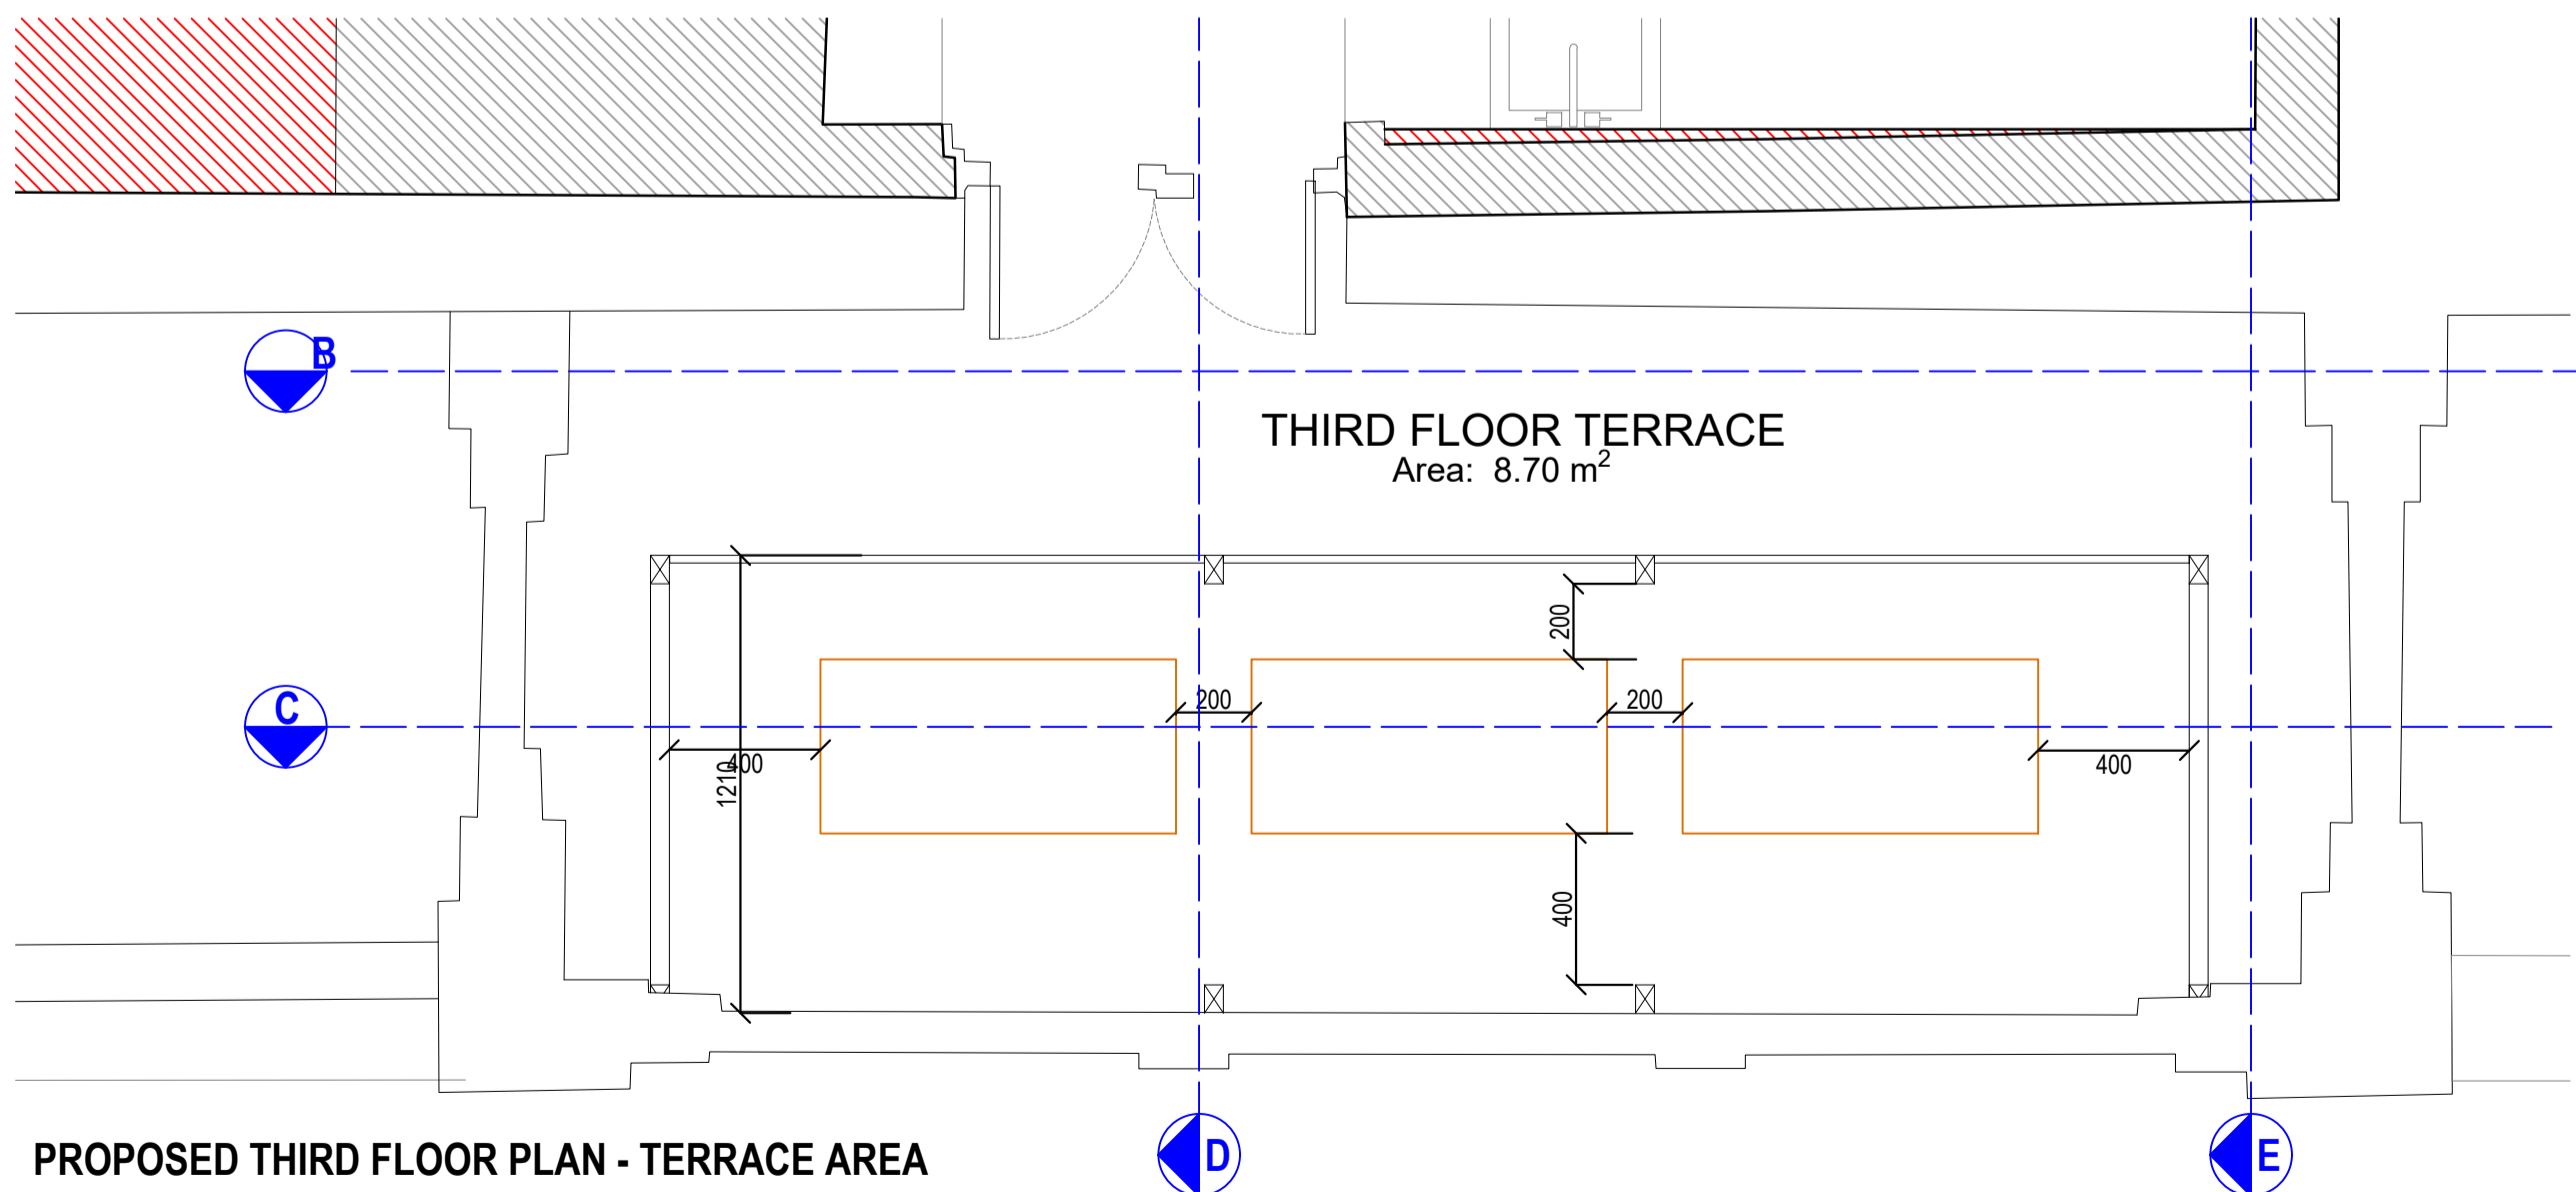 B
THIRD FLOOR TERRACE
Area: 8.70 m²
200
C
200
200
400
1210
400
400
PROPOSED THIRD FLOOR PLAN - TERRACE AREA
D
E